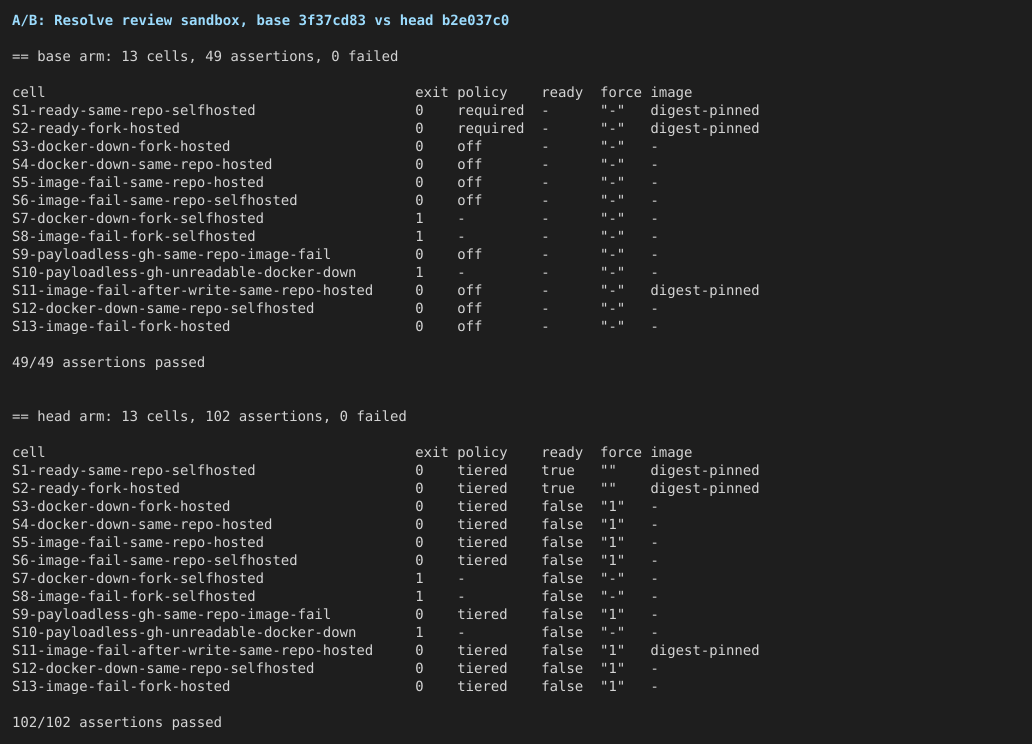 A/B: Resolve review sandbox, base 3f37cd83 vs head b2e037c0
== base arm: 13 cells, 49 assertions, 0 failed
cell exit policy ready force image
S1-ready-same-repo-selfhosted 0 required - "-" digest-pinned
S2-ready-fork-hosted 0 required - "-" digest-pinned
S3-docker-down-fork-hosted 0 off - "-" -
S4-docker-down-same-repo-hosted 0 off - "-" -
S5-image-fail-same-repo-hosted 0 off - "-" -
S6-image-fail-same-repo-selfhosted 0 off - "-" -
S7-docker-down-fork-selfhosted 1 - - "-" -
S8-image-fail-fork-selfhosted 1 - - "-" -
S9-payloadless-gh-same-repo-image-fail 0 off - "-" -
S10-payloadless-gh-unreadable-docker-down 1 - - "-" -
S11-image-fail-after-write-same-repo-hosted 0 off - "-" digest-pinned
S12-docker-down-same-repo-selfhosted 0 off - "-" -
S13-image-fail-fork-hosted 0 off - "-" -
49/49 assertions passed
== head arm: 13 cells, 102 assertions, 0 failed
cell exit policy ready force image
S1-ready-same-repo-selfhosted 0 tiered true "" digest-pinned
S2-ready-fork-hosted 0 tiered true "" digest-pinned
S3-docker-down-fork-hosted 0 tiered false "1" -
S4-docker-down-same-repo-hosted 0 tiered false "1" -
S5-image-fail-same-repo-hosted 0 tiered false "1" -
S6-image-fail-same-repo-selfhosted 0 tiered false "1" -
S7-docker-down-fork-selfhosted 1 - false "-" -
S8-image-fail-fork-selfhosted 1 - false "-" -
S9-payloadless-gh-same-repo-image-fail 0 tiered false "1" -
S10-payloadless-gh-unreadable-docker-down 1 - false "-" -
S11-image-fail-after-write-same-repo-hosted 0 tiered false "1" digest-pinned
S12-docker-down-same-repo-selfhosted 0 tiered false "1" -
S13-image-fail-fork-hosted 0 tiered false "1" -
102/102 assertions passed